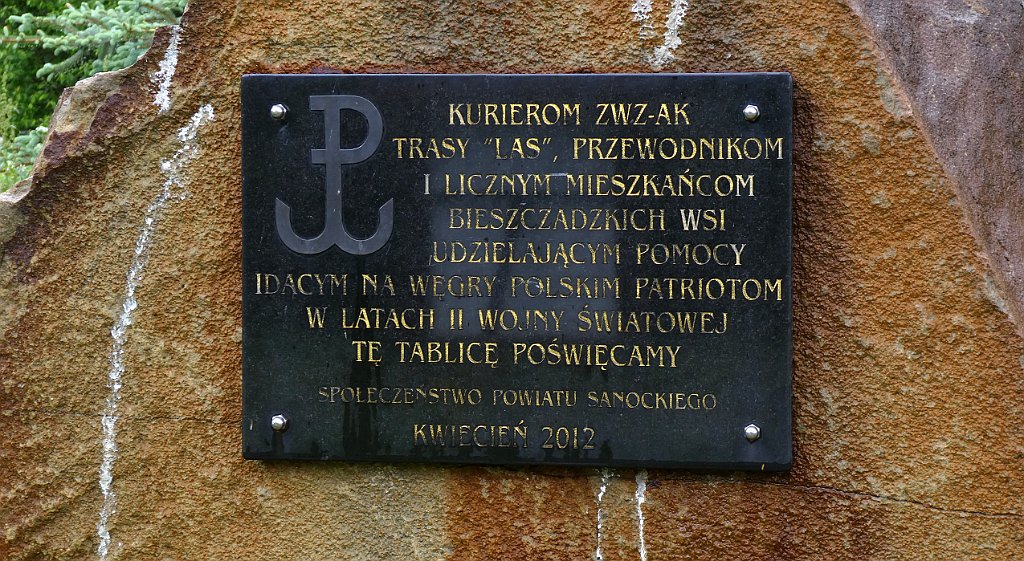 KURIEROM ZWZ-AK
TRASY "LAS", PRZEWODNIKOM
I LICZNYM MIESZKAŃCOM
BIESZCZADZKICH WSI
UDZIELAJĄCYM POMOCY
IDĄCYM NA WĘGRY POLSKIM PATRIOTOM
W LATACH II WOJNY ŚWIATOWEJ
TĘ TABLICĘ POŚWIĘCAMY
SPOŁECZEŃSTWO POWIATU SANOCKIEGO
KWIECIEŃ 2012